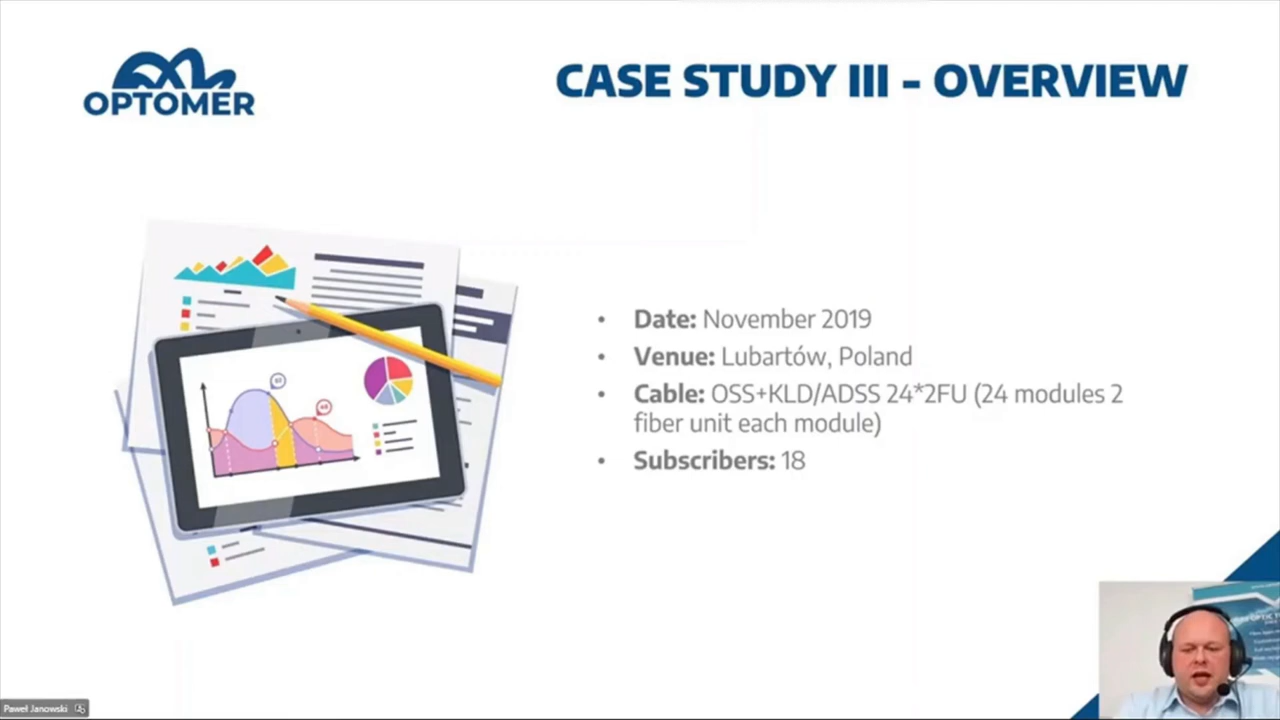 OPTOMER
CASE STUDY III - OVERVIEW
• Date: November 2019
• Venue: Lubartów, Poland
• Cable: OSS+KLD/ADSS 24*2FU (24 modules 2
fiber unit each module)
• Subscribers: 18
Paweł Janowski